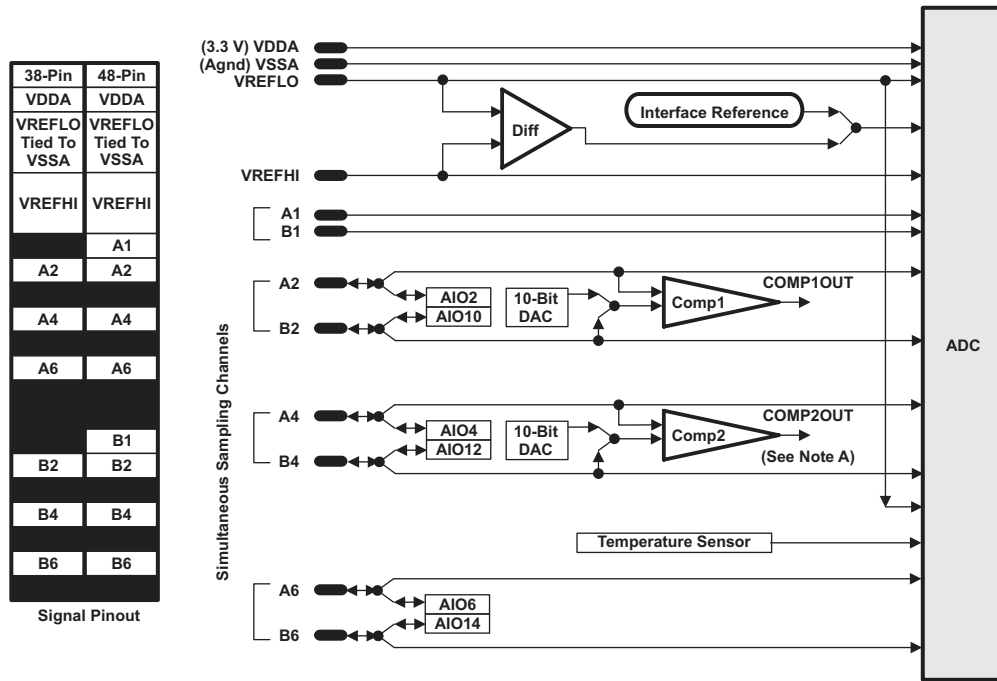 38-Pin 48-Pin
VDDA VDDA
VREFLO VREFLO
Tied To Tied To
VSSA VSSA
VREFHI VREFHI
A1
A2 A2
A4 A4
A6 A6
B1
B2 B2
B4 B4
B6 B6
Signal Pinout
Simultaneous Sampling Channels
(3.3 V) VDDA
(Agnd) VSSA
VREFLO
Diff
Interface Reference
VREFHI
A1
B1
A2
AIO2
AIO10
B2
10-Bit
DAC
Comp1
COMP1OUT
A4
AIO4
AIO12
B4
10-Bit
DAC
Comp2
COMP2OUT
(See Note A)
Temperature Sensor
A6
AIO6
AIO14
B6
ADC